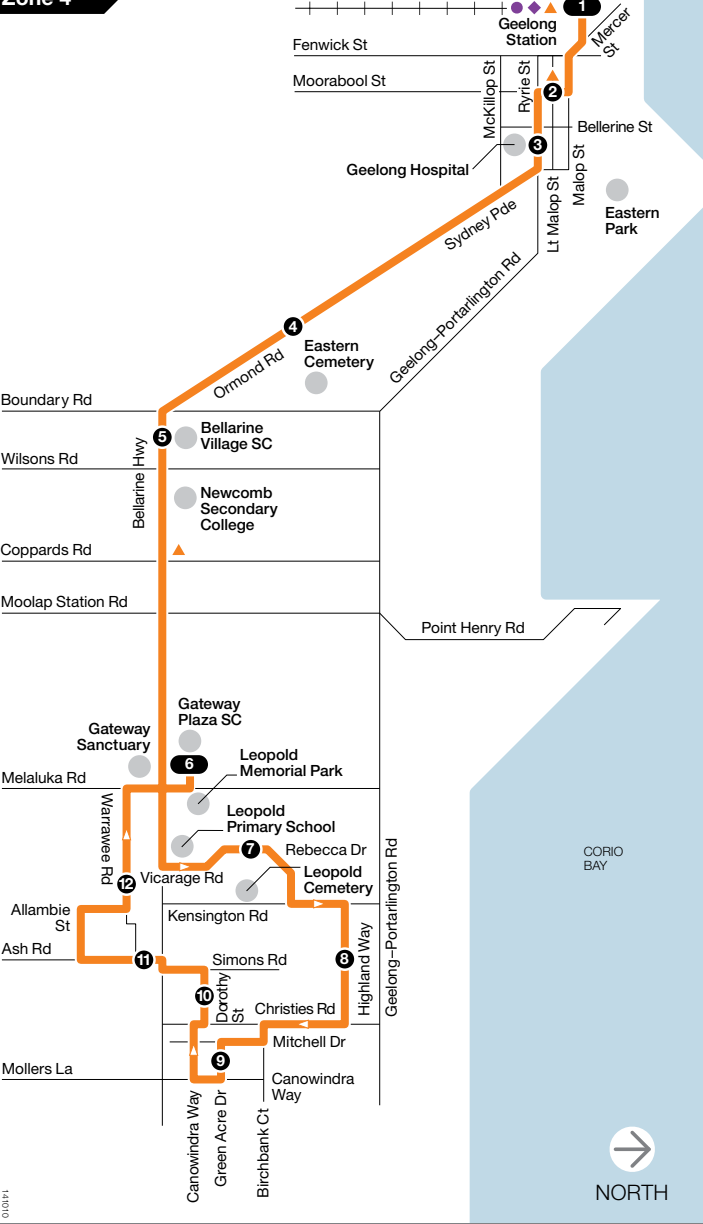 Zone 4
1
Geelong
Station
Mercer
St
Fenwick St
McKillop St
Ryrie St
Moorabool St
2
Bellerine St
3
Geelong Hospital
Lt Malop St
Malop St
Eastern
Park
Sydney Pde
Geelong–Portarlington Rd
4
Ormond Rd
Eastern
Cemetery
Boundary Rd
5
Bellarine
Village SC
Bellarine Hwy
Wilsons Rd
Newcomb
Secondary
College
Coppards Rd
Moolap Station Rd
Point Henry Rd
Gateway
Plaza SC
Gateway
Sanctuary
6
Leopold
Memorial Park
Melaluka Rd
Warrawee Rd
Leopold
Primary School
7
Rebecca Dr
Geelong–Portarlington Rd
CORIO
BAY
Vicarage Rd
Leopold
Cemetery
12
Allambie
St
Kensington Rd
Ash Rd
11
Simons Rd
8
Highland Way
10
Dorothy
St
Christies Rd
Mitchell Dr
9
Mollers La
Canowindra
Way
Canowindra Way
Green Acre Dr
Birchbank Ct
NORTH
141010